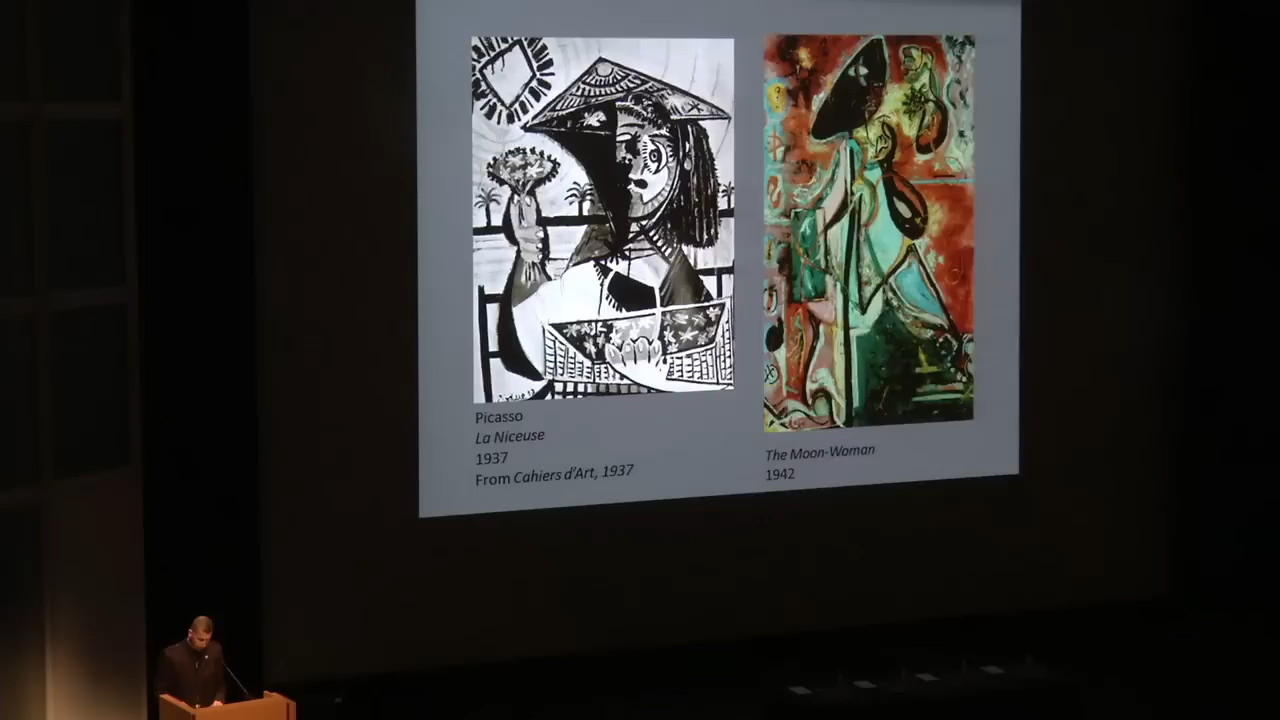 Picasso
La Niceuse
1937
From Cahiers d'Art, 1937
The Moon-Woman
1942